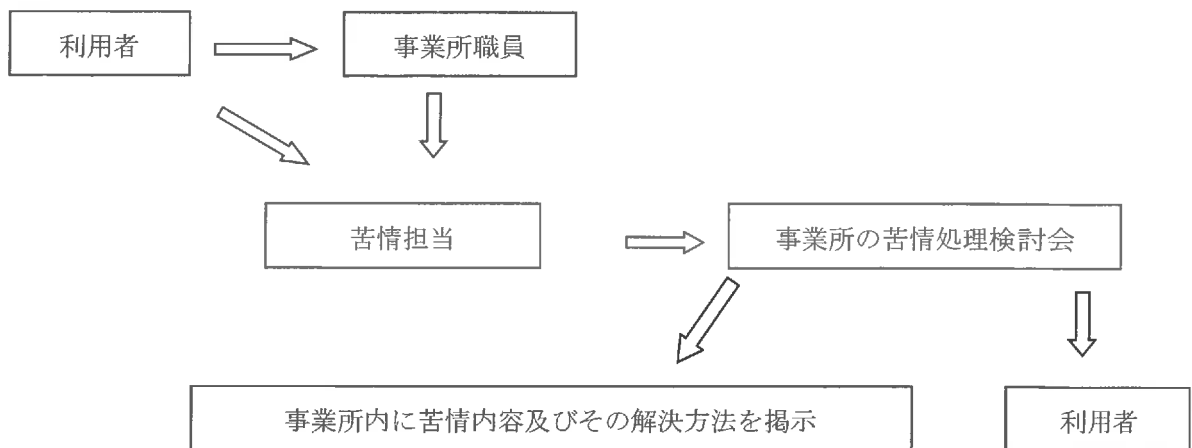 利用者
事業所職員
苦情担当
事業所の苦情処理検討会
事業所内に苦情内容及びその解決方法を掲示
利用者